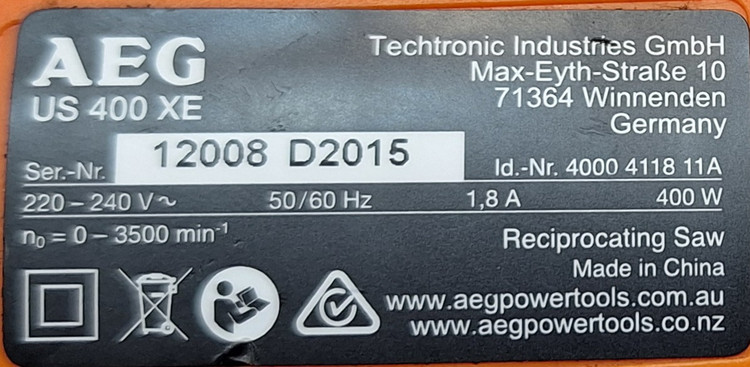 AEG
US 400 XE
Techtronic Industries GmbH
Max-Eyth-Straße 10
71364 Winnenden
Germany
Ser.-Nr. 12008 D2015
Id.-Nr. 4000 4118 11A
220 – 240 V ~ 50/60 Hz 1,8 A 400 W
n₀ = 0 – 3500 min⁻¹
Reciprocating Saw
Made in China
www.aegpowertools.com.au
www.aegpowertools.co.nz